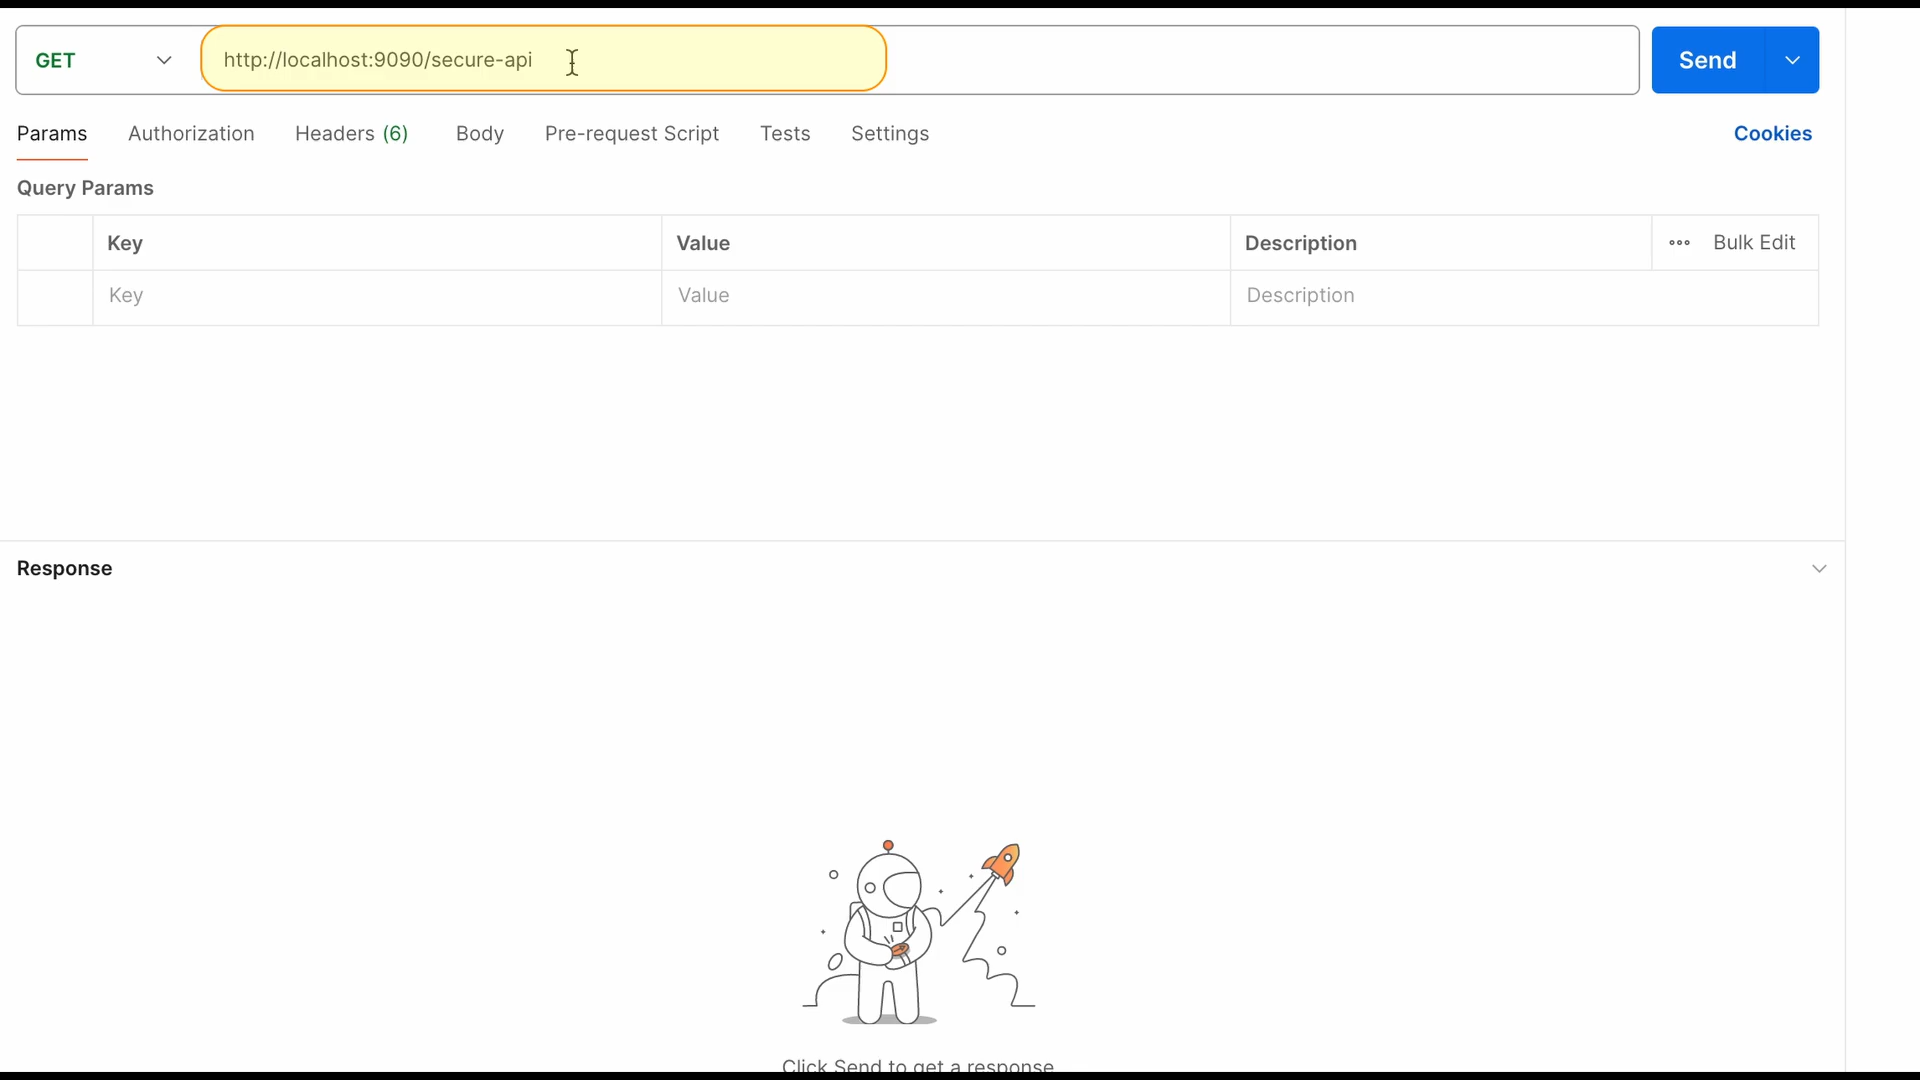 GET http://localhost:9090/secure-api Send
Params Authorization Headers (6) Body Pre-request Script Tests Settings Cookies
Query Params
Key Value Description Bulk Edit
Key Value Description
Response
Click Send to get a response